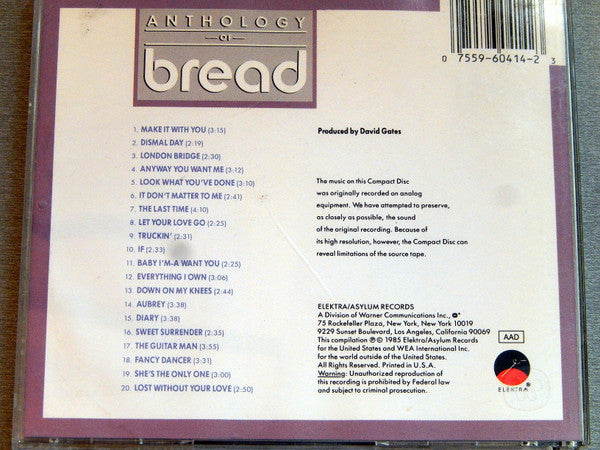 ANTHOLOGY
OF
bread
0 7559-60414-2 3
1. MAKE IT WITH YOU (3:15)
2. DISMAL DAY (2:19)
3. LONDON BRIDGE (2:30)
4. ANYWAY YOU WANT ME (3:12)
5. LOOK WHAT YOU'VE DONE (3:10)
6. IT DON'T MATTER TO ME (2:41)
7. THE LAST TIME (4:10)
8. LET YOUR LOVE GO (2:25)
9. TRUCKIN' (2:31)
10. IF (2:33)
11. BABY I'M-A WANT YOU (2:25)
12. EVERYTHING I OWN (3:06)
13. DOWN ON MY KNEES (2:44)
14. AUBREY (3:38)
15. DIARY (3:38)
16. SWEET SURRENDER (2:35)
17. THE GUITAR MAN (3:55)
18. FANCY DANCER (3:31)
19. SHE'S THE ONLY ONE (3:00)
20. LOST WITHOUT YOUR LOVE (2:50)
Produced by David Gates
The music on this Compact Disc
was originally recorded on analog
equipment. We have attempted to preserve,
as closely as possible, the sound
of the original recording. Because of
its high resolution, however, the Compact Disc can
reveal limitations of the source tape.
ELEKTRA/ASYLUM RECORDS
A Division of Warner Communications Inc.,
75 Rockefeller Plaza, New York, New York 10019
9229 Sunset Boulevard, Los Angeles, California 90069
This compilation ℗ © 1985 Elektra/Asylum Records
for the United States and WEA International Inc.
for the world outside of the United States.
All Rights Reserved. Printed in U.S.A.
Warning: Unauthorized reproduction of
this recording is prohibited by Federal law
and subject to criminal prosecution.
AAD
ELEKTRA